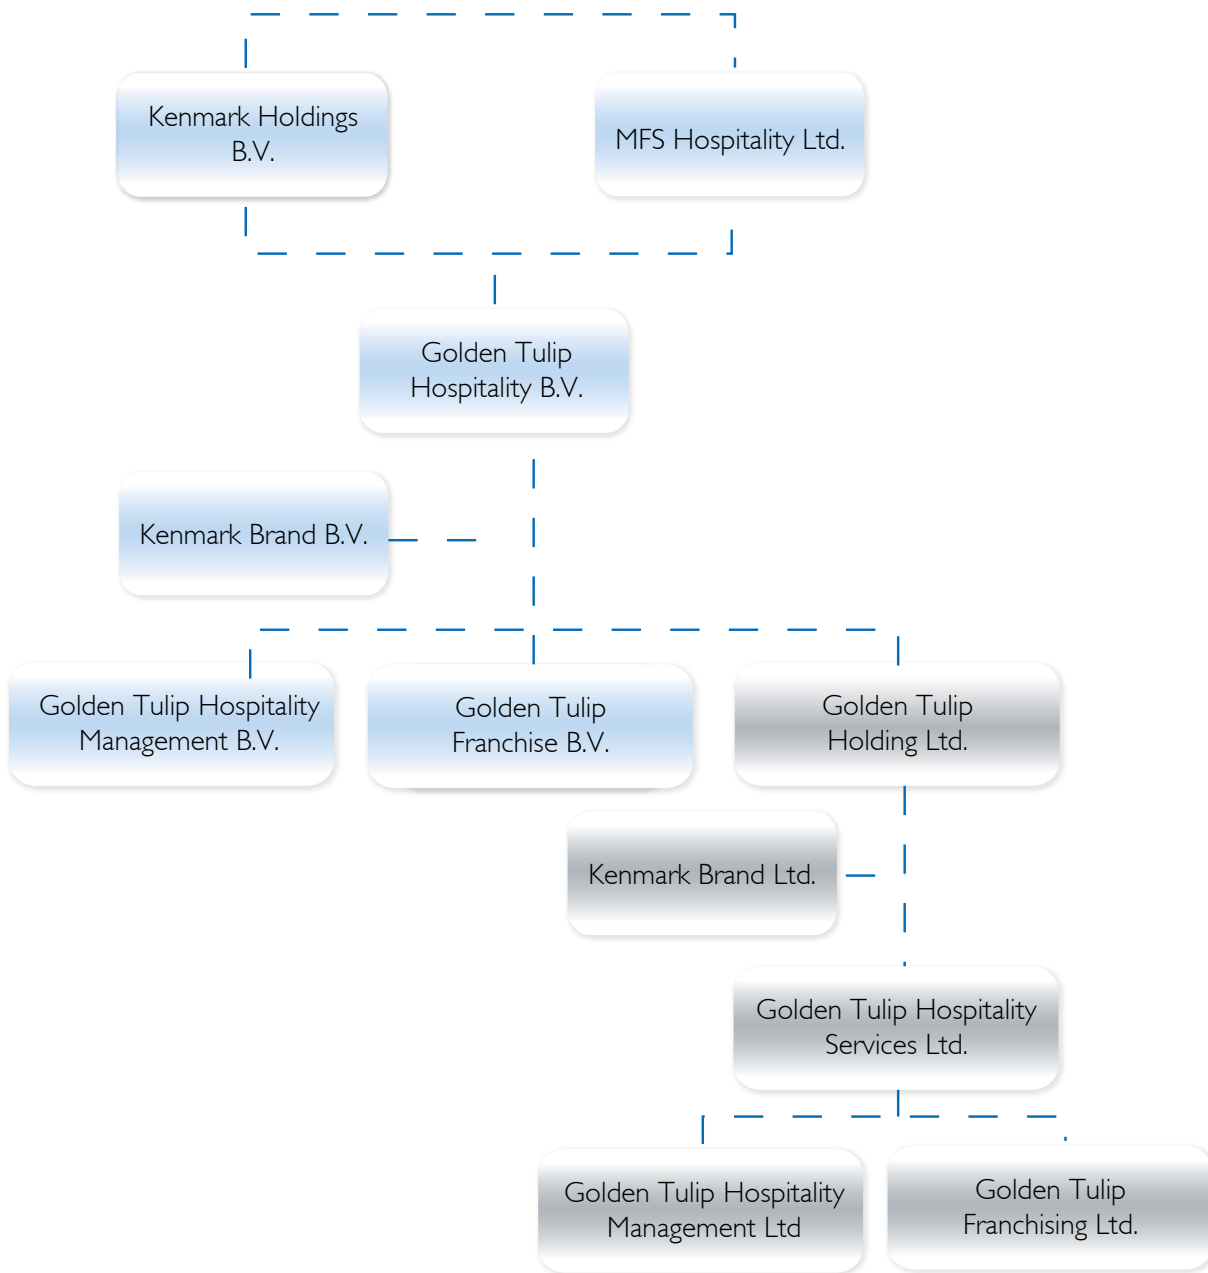 Kenmark Holdings
B.V.
MFS Hospitality Ltd.
Golden Tulip
Hospitality B.V.
Kenmark Brand B.V.
Golden Tulip Hospitality
Management B.V.
Golden Tulip
Franchise B.V.
Golden Tulip
Holding Ltd.
Kenmark Brand Ltd.
Golden Tulip Hospitality
Services Ltd.
Golden Tulip Hospitality
Management Ltd
Golden Tulip
Franchising Ltd.